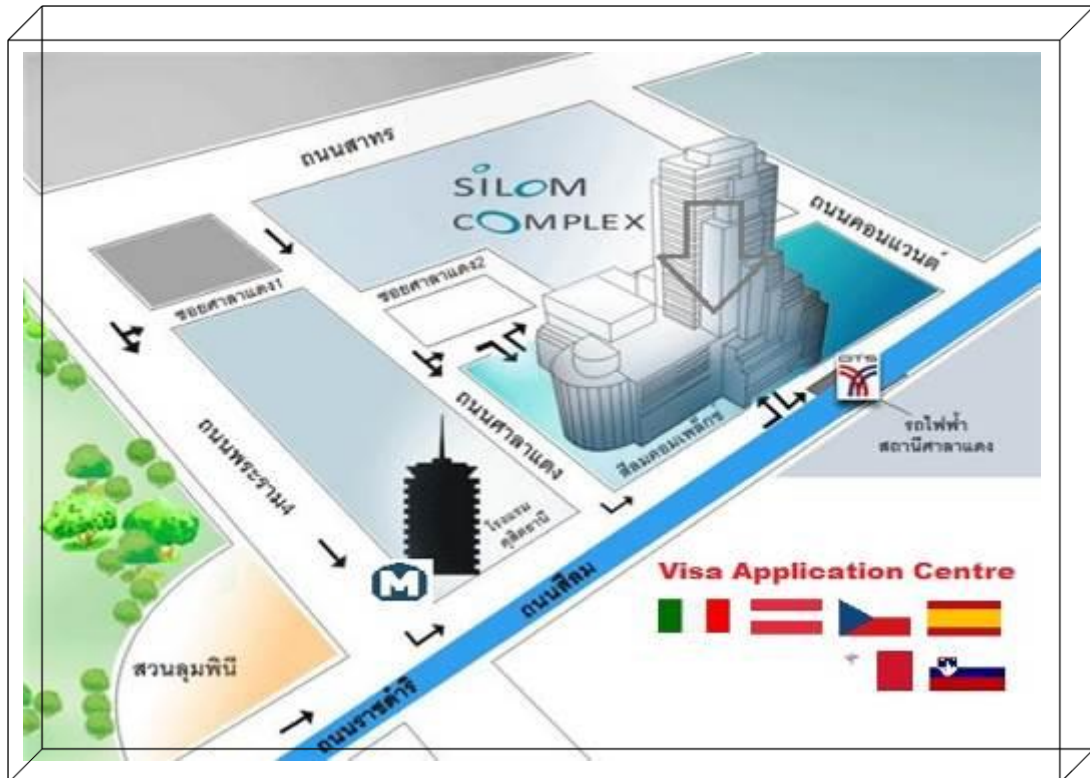 ถนนสาทร
SILOM
COMPLEX
ถนนคอนแวนต์
ซอยศาลาแดง2
ซอยศาลาแดง1
BTS
รถไฟฟ้า
สถานีศาลาแดง
สีลมคอมเพล็กซ์
ถนนศาลาแดง
ถนนพระราม4
โรงแรม
ดุสิตธานี
M
ถนนสีลม
Visa Application Centre
สวนลุมพินี
ถนนราชดำริ